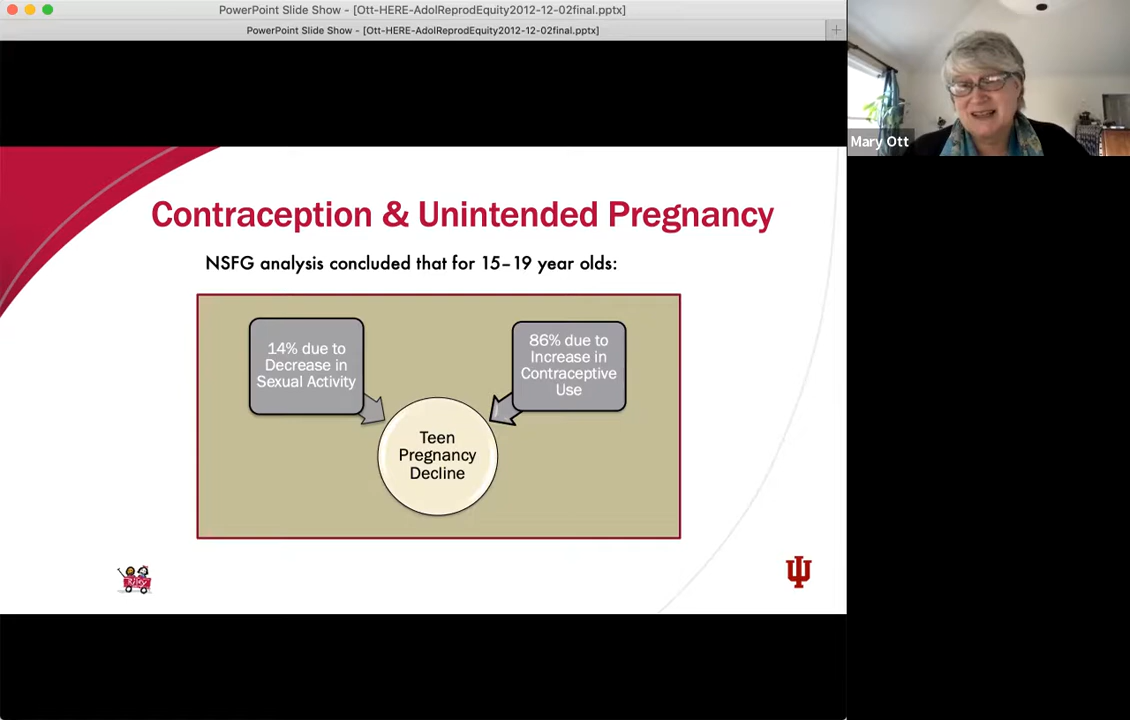 PowerPoint Slide Show - [Ott-HERE-AdolReprodEquity2012-12-02final.pptx]
PowerPoint Slide Show - [Ott-HERE-AdolReprodEquity2012-12-02final.pptx]
Mary Ott
Contraception & Unintended Pregnancy
NSFG analysis concluded that for 15–19 year olds:
14% due to
Decrease in
Sexual Activity
86% due to
Increase in
Contraceptive
Use
Teen
Pregnancy
Decline
Riley